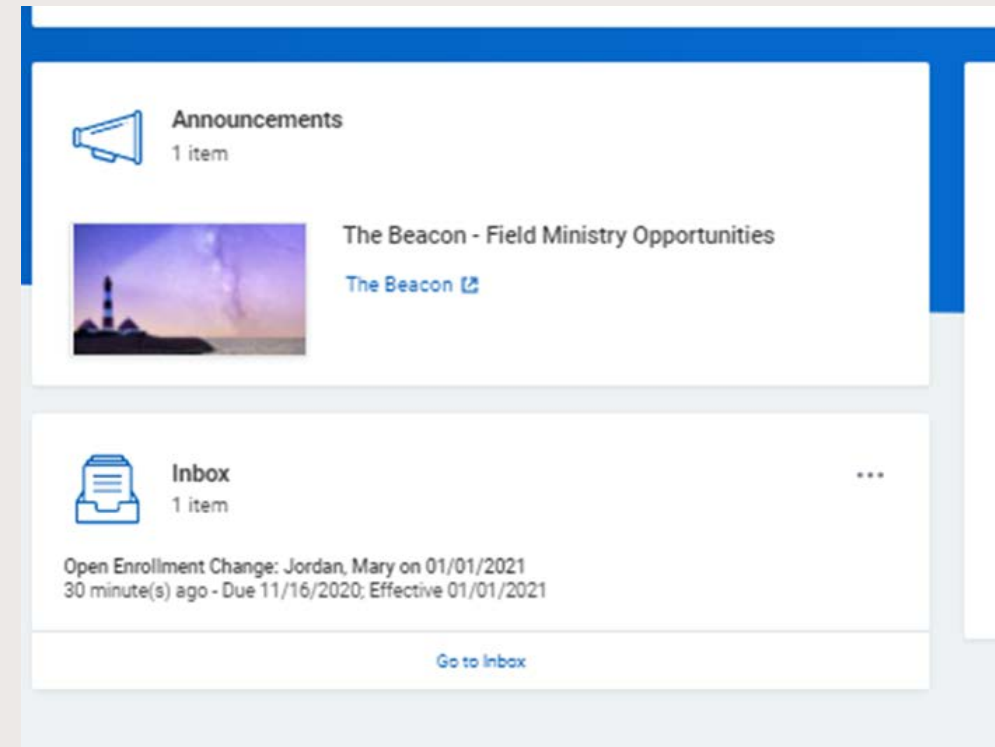 Announcements
1 item
The Beacon - Field Ministry Opportunities
The Beacon
Inbox
1 item
Open Enrollment Change: Jordan, Mary on 01/01/2021
30 minute(s) ago - Due 11/16/2020; Effective 01/01/2021
Go to Inbox